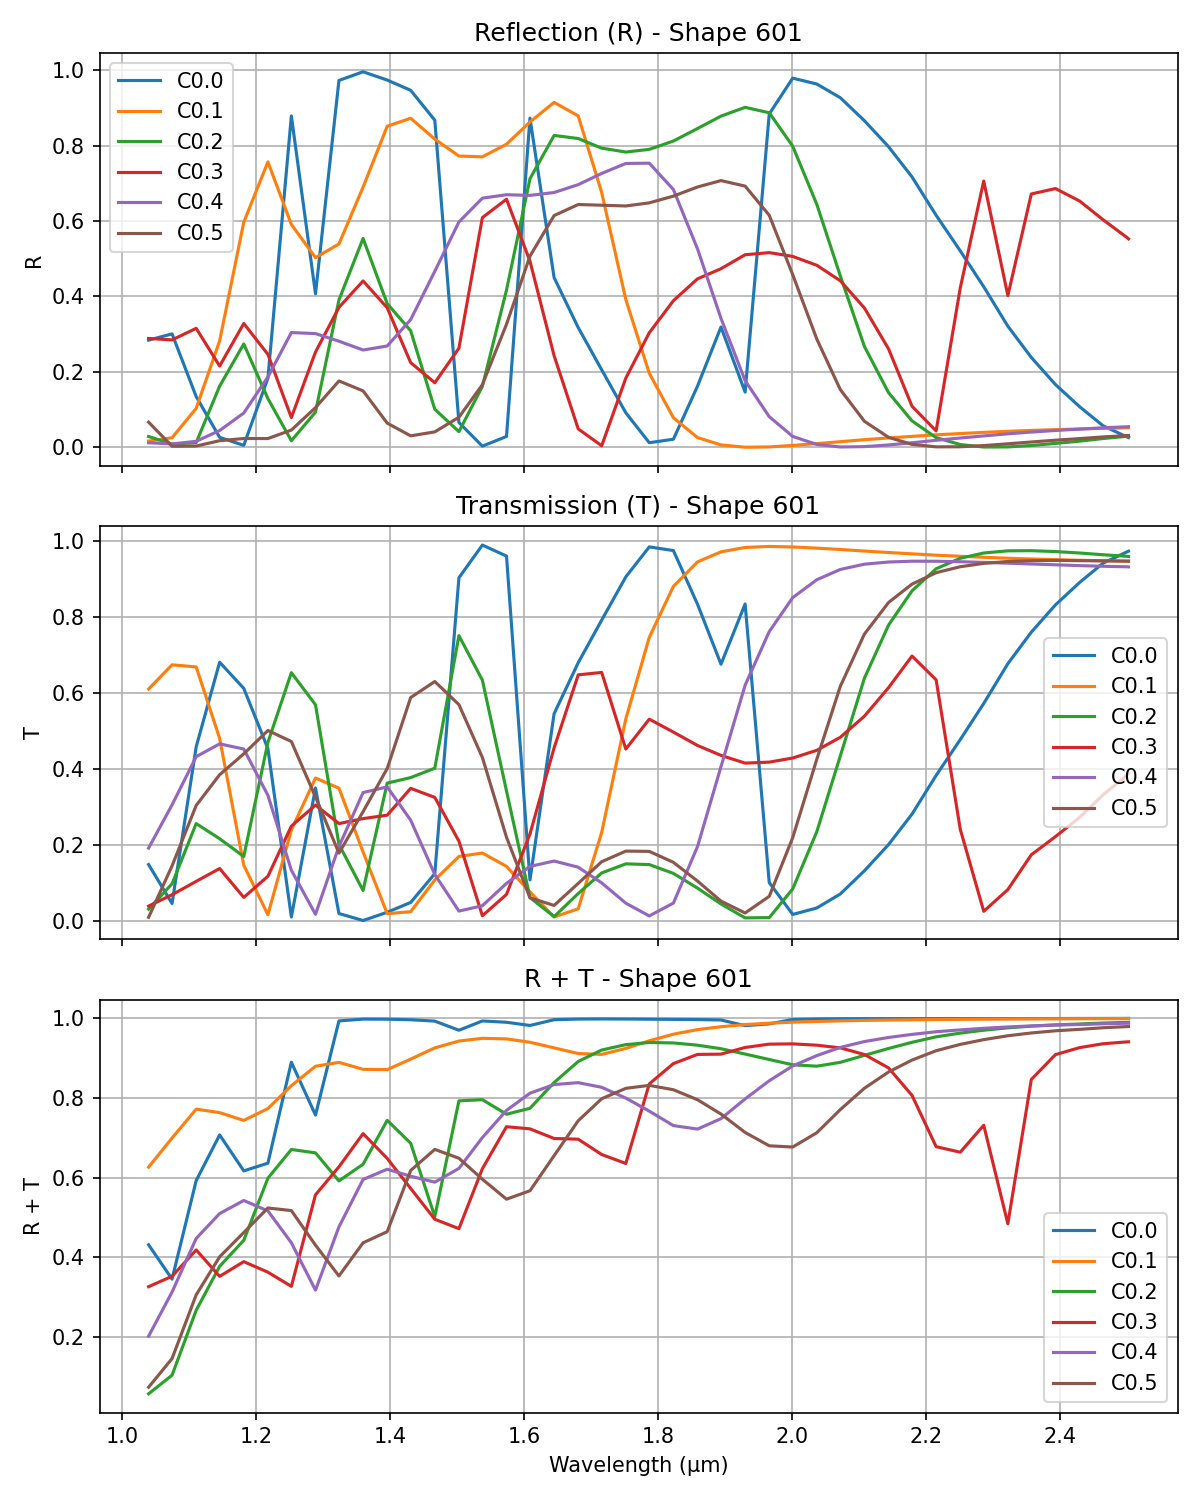 Reflection (R) - Shape 601
1.0
0.8
0.6
0.4
0.2
0.0
R
C0.0
C0.1
C0.2
C0.3
C0.4
C0.5
Transmission (T) - Shape 601
1.0
0.8
0.6
0.4
0.2
0.0
T
C0.0
C0.1
C0.2
C0.3
C0.4
C0.5
R + T - Shape 601
1.0
0.8
0.6
0.4
0.2
R + T
C0.0
C0.1
C0.2
C0.3
C0.4
C0.5
1.0 1.2 1.4 1.6 1.8 2.0 2.2 2.4
Wavelength (μm)